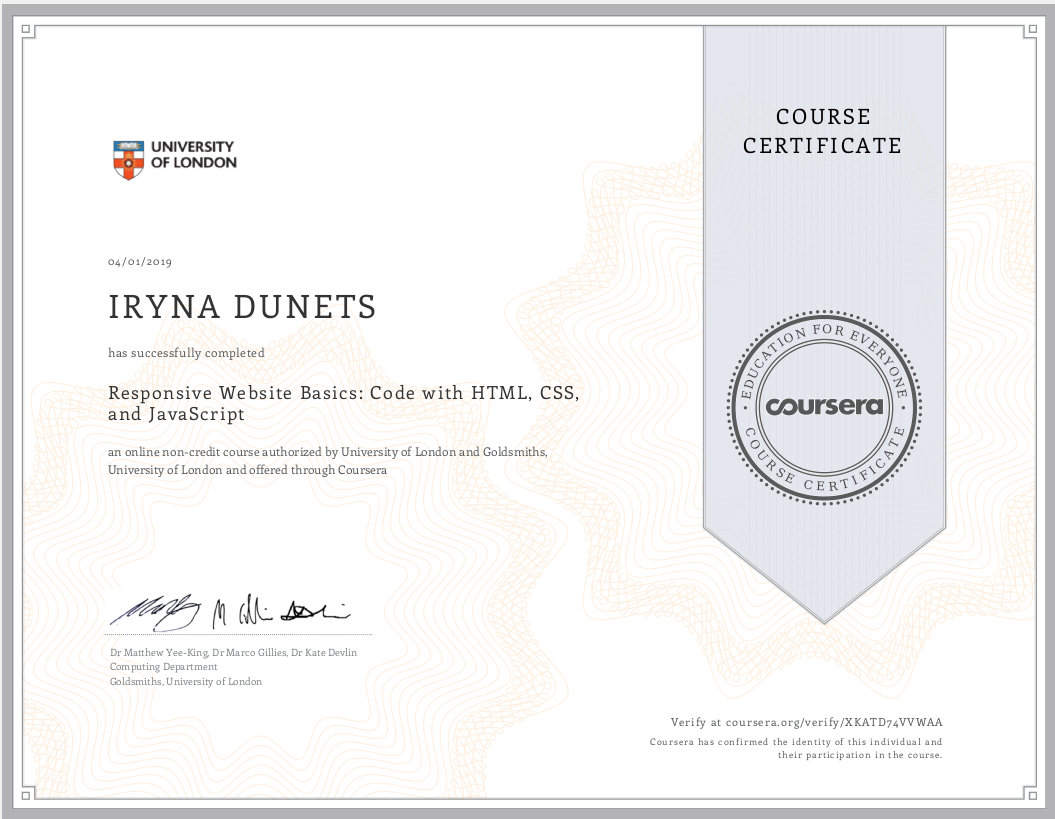 UNIVERSITY
OF LONDON
COURSE
CERTIFICATE
04/01/2019
IRYNA DUNETS
has successfully completed
Responsive Website Basics: Code with HTML, CSS,
and JavaScript
an online non-credit course authorized by University of London and Goldsmiths,
University of London and offered through Coursera
EDUCATION FOR EVERYONE
coursera
COURSE CERTIFICATE
Dr Matthew Yee-King, Dr Marco Gillies, Dr Kate Devlin
Computing Department
Goldsmiths, University of London
Verify at coursera.org/verify/XKATD74VVWAA
Coursera has confirmed the identity of this individual and
their participation in the course.